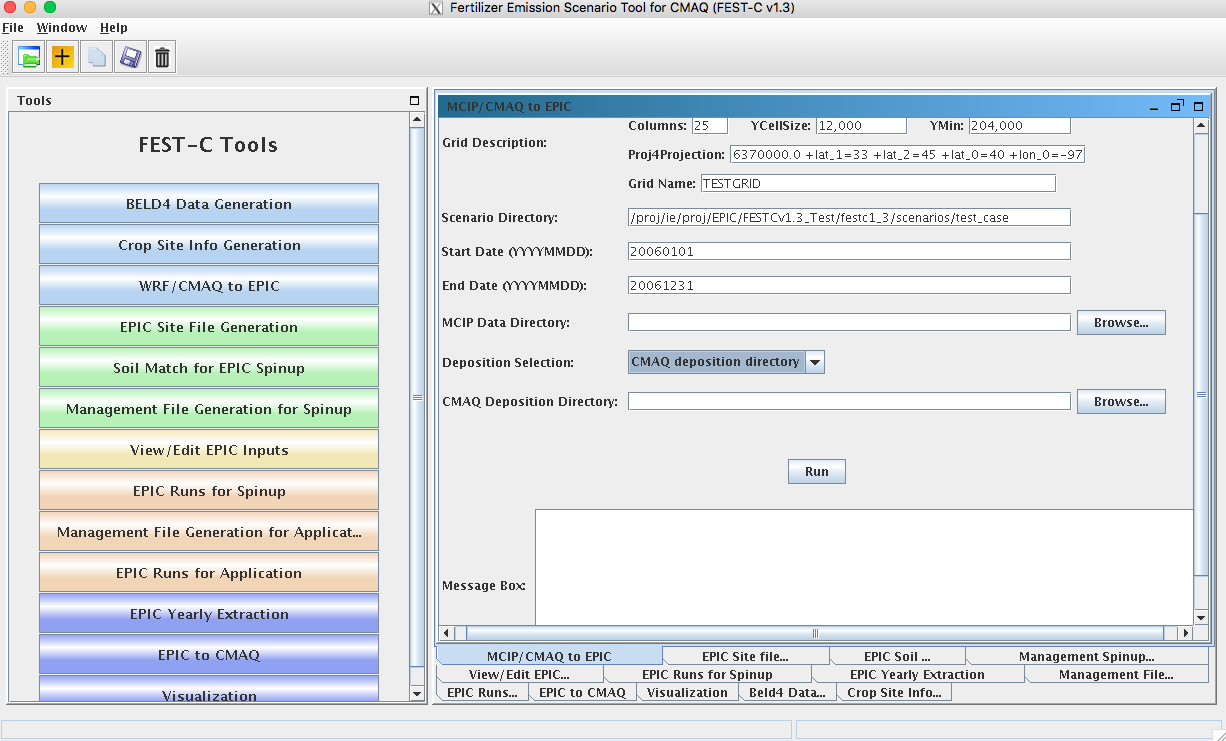 X Fertilizer Emission Scenario Tool for CMAQ (FEST-C v1.3)
File Window Help
Tools
FEST-C Tools
BELD4 Data Generation
Crop Site Info Generation
WRF/CMAQ to EPIC
EPIC Site File Generation
Soil Match for EPIC Spinup
Management File Generation for Spinup
View/Edit EPIC Inputs
EPIC Runs for Spinup
Management File Generation for Applicat...
EPIC Runs for Application
EPIC Yearly Extraction
EPIC to CMAQ
Visualization
MCIP/CMAQ to EPIC
Columns: 25 YCellSize: 12,000 YMin: 204,000
Grid Description:
Proj4Projection: 6370000.0 +lat_1=33 +lat_2=45 +lat_0=40 +lon_0=-97
Grid Name: TESTGRID
Scenario Directory: /proj/ie/proj/EPIC/FESTCv1.3_Test/festc1_3/scenarios/test_case
Start Date (YYYYMMDD): 20060101
End Date (YYYYMMDD): 20061231
MCIP Data Directory: Browse...
Deposition Selection: CMAQ deposition directory
CMAQ Deposition Directory: Browse...
Run
Message Box:
MCIP/CMAQ to EPIC EPIC Site file... EPIC Soil ... Management Spinup...
View/Edit EPIC... EPIC Runs for Spinup EPIC Yearly Extraction Management File...
EPIC Runs... EPIC to CMAQ Visualization Beld4 Data... Crop Site Info...